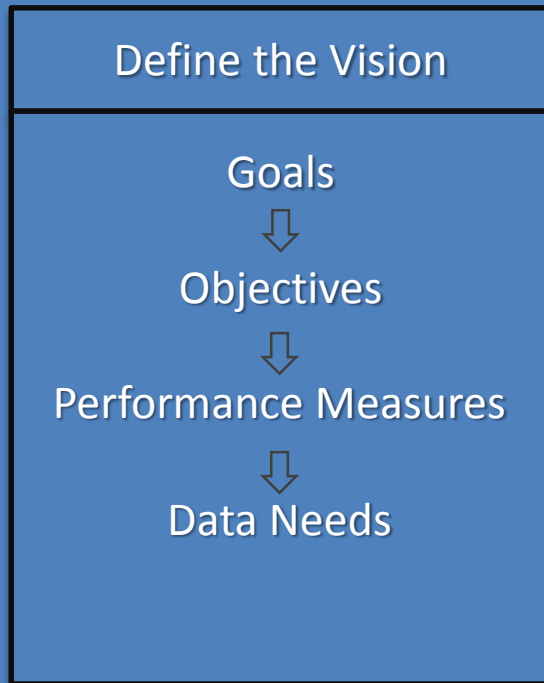 Define the Vision
Goals
Objectives
Performance Measures
Data Needs